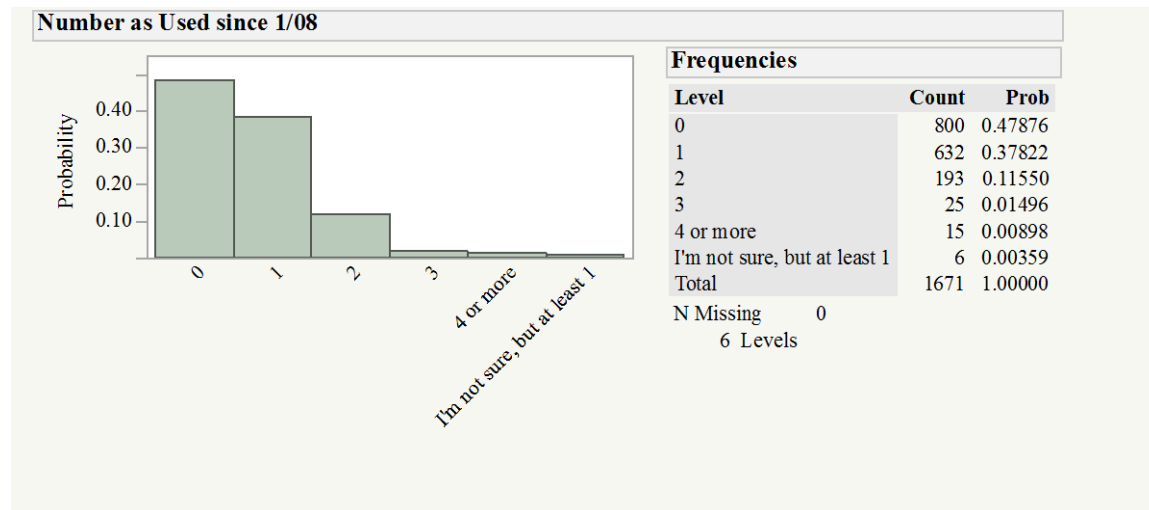 Number as Used since 1/08
Probability
0.40
0.30
0.20
0.10
0
1
2
3
4 or more
I'm not sure, but at least 1
Frequencies
Level Count Prob
0 800 0.47876
1 632 0.37822
2 193 0.11550
3 25 0.01496
4 or more 15 0.00898
I'm not sure, but at least 1 6 0.00359
Total 1671 1.00000
N Missing 0
6 Levels